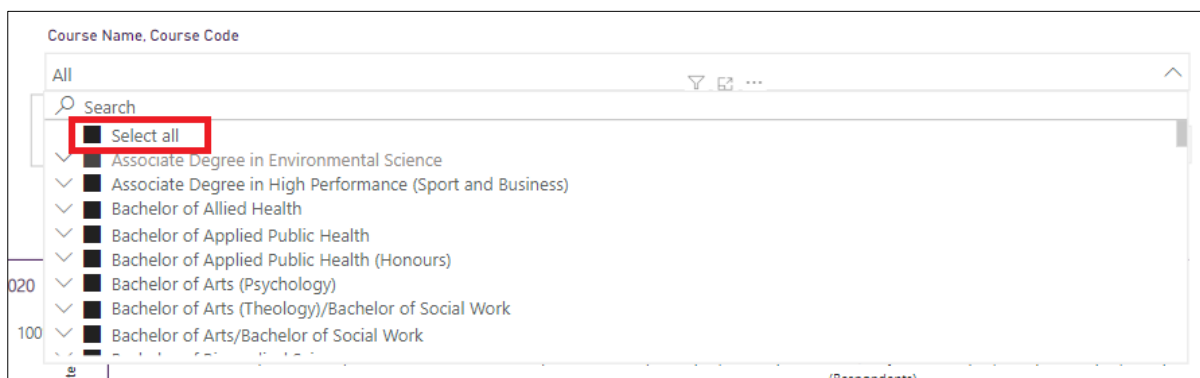 Course Name, Course Code
All
Search
Select all
Associate Degree in Environmental Science
Associate Degree in High Performance (Sport and Business)
Bachelor of Allied Health
Bachelor of Applied Public Health
Bachelor of Applied Public Health (Honours)
020
Bachelor of Arts (Psychology)
Bachelor of Arts (Theology)/Bachelor of Social Work
100
Bachelor of Arts/Bachelor of Social Work